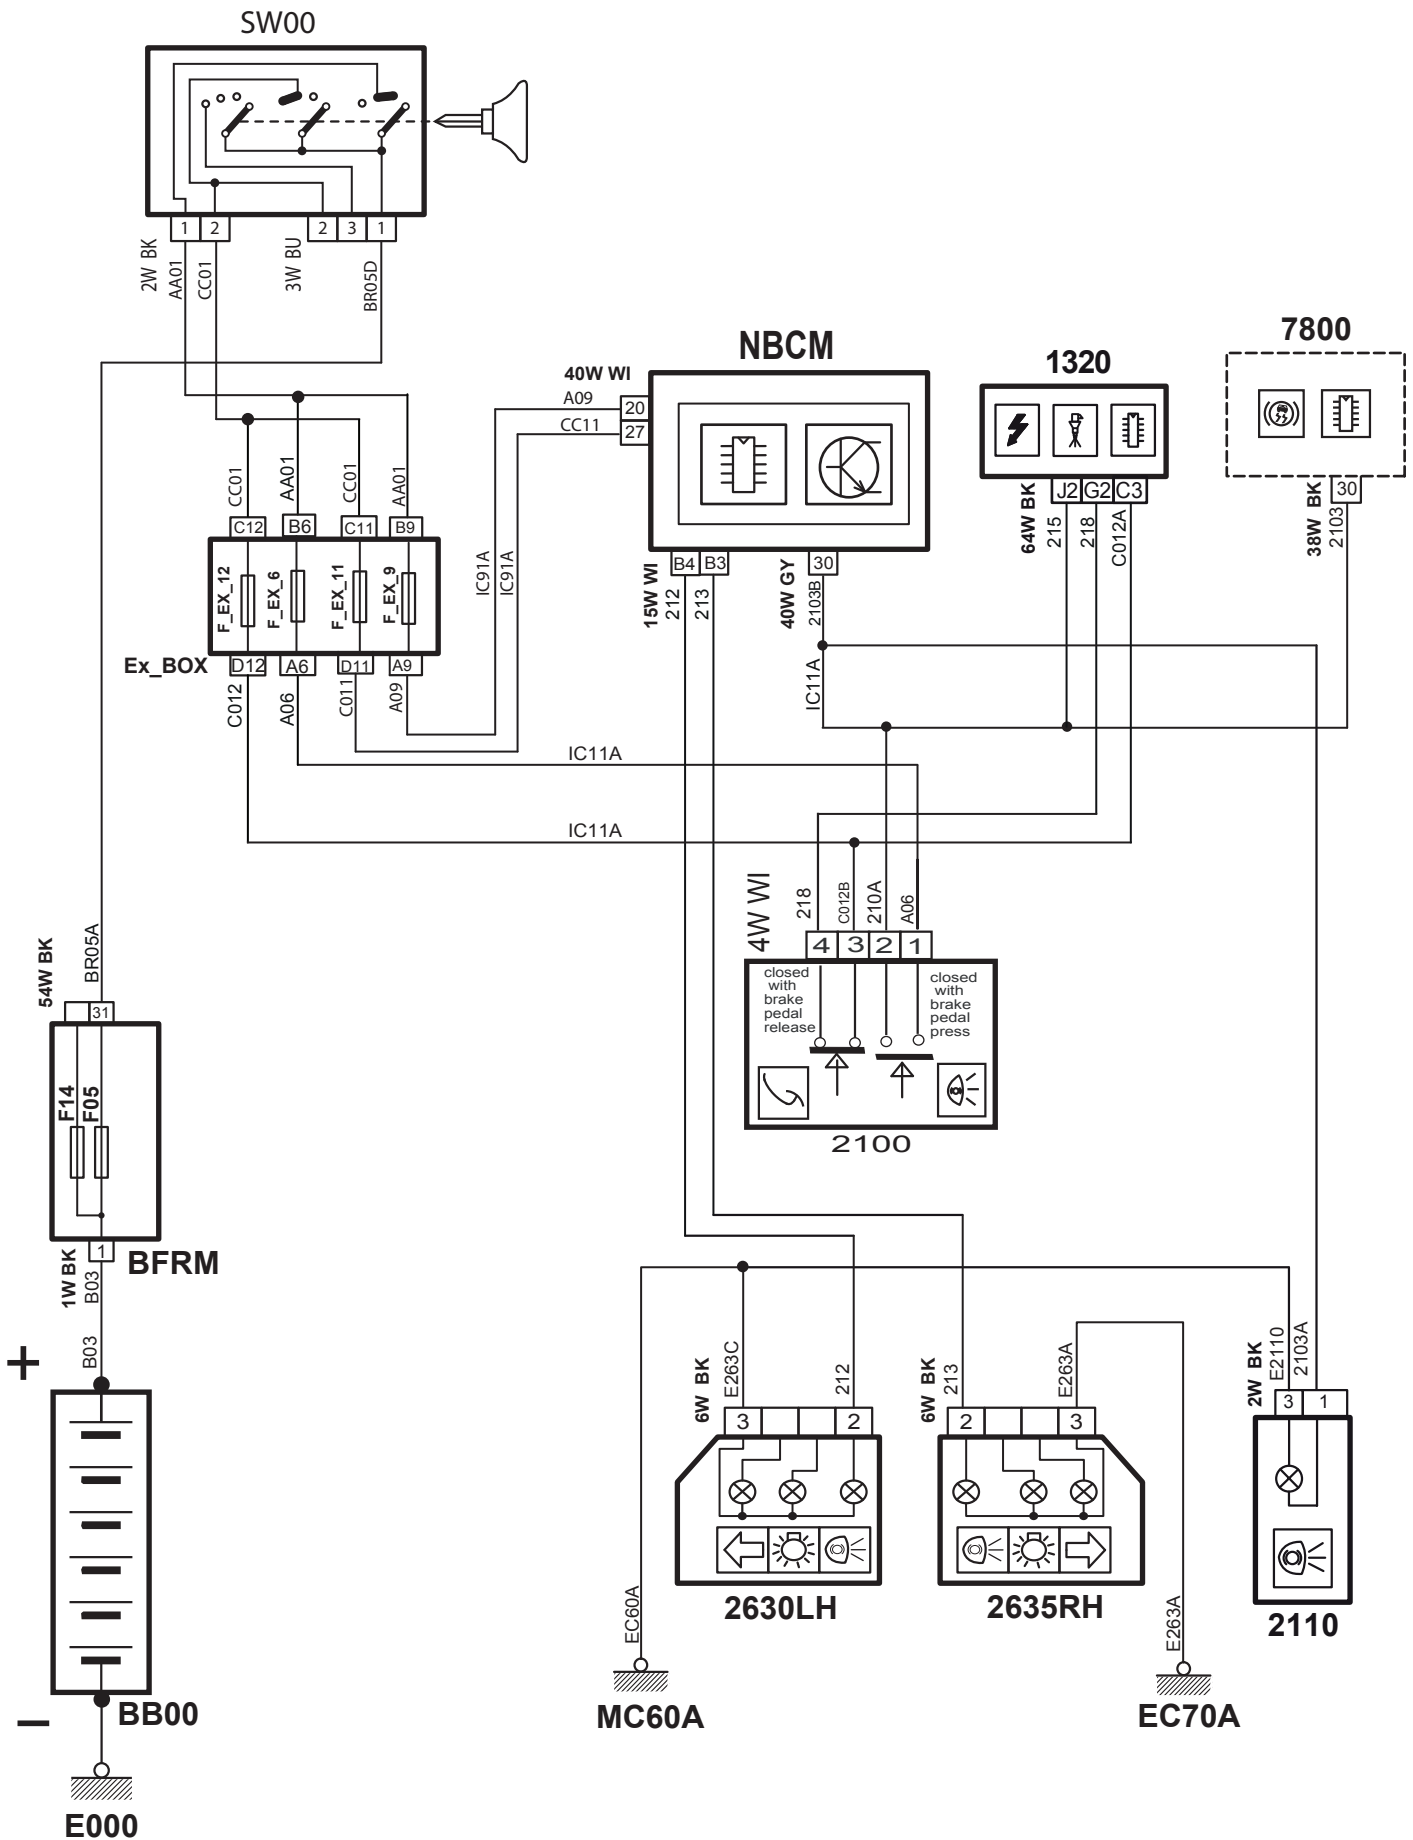 SW00
1 2 2 3 1
2W BK
AA01
CC01
3W BU
BR05D
NBCM
1320
7800
40W WI
A09
20
CC11
27
J2 G2 C3
30
64W BK
215
218
C012A
38W BK
2103
CC01
AA01
CC01
AA01
C12 B6 C11 B9
F_EX_12
F_EX_6
F_EX_11
F_EX_9
Ex_BOX
D12 A6 D11 A9
C012
A06
C011
A09
IC91A
IC91A
B4 B3
30
15W WI
212
213
40W GY
2103B
IC11A
IC11A
IC11A
4W WI
218
C012B
210A
A06
4 3 2 1
closed
with
brake
pedal
release
closed
with
brake
pedal
press
2100
54W BK
BR05A
31
F14
F05
1
BFRM
1W BK
B03
B03
+
BB00
–
E000
6W BK
E263C
212
3 2
2630LH
6W BK
213
E263A
2 3
2635RH
2W BK
E2110
2103A
3 1
2110
EC60A
MC60A
E263A
EC70A